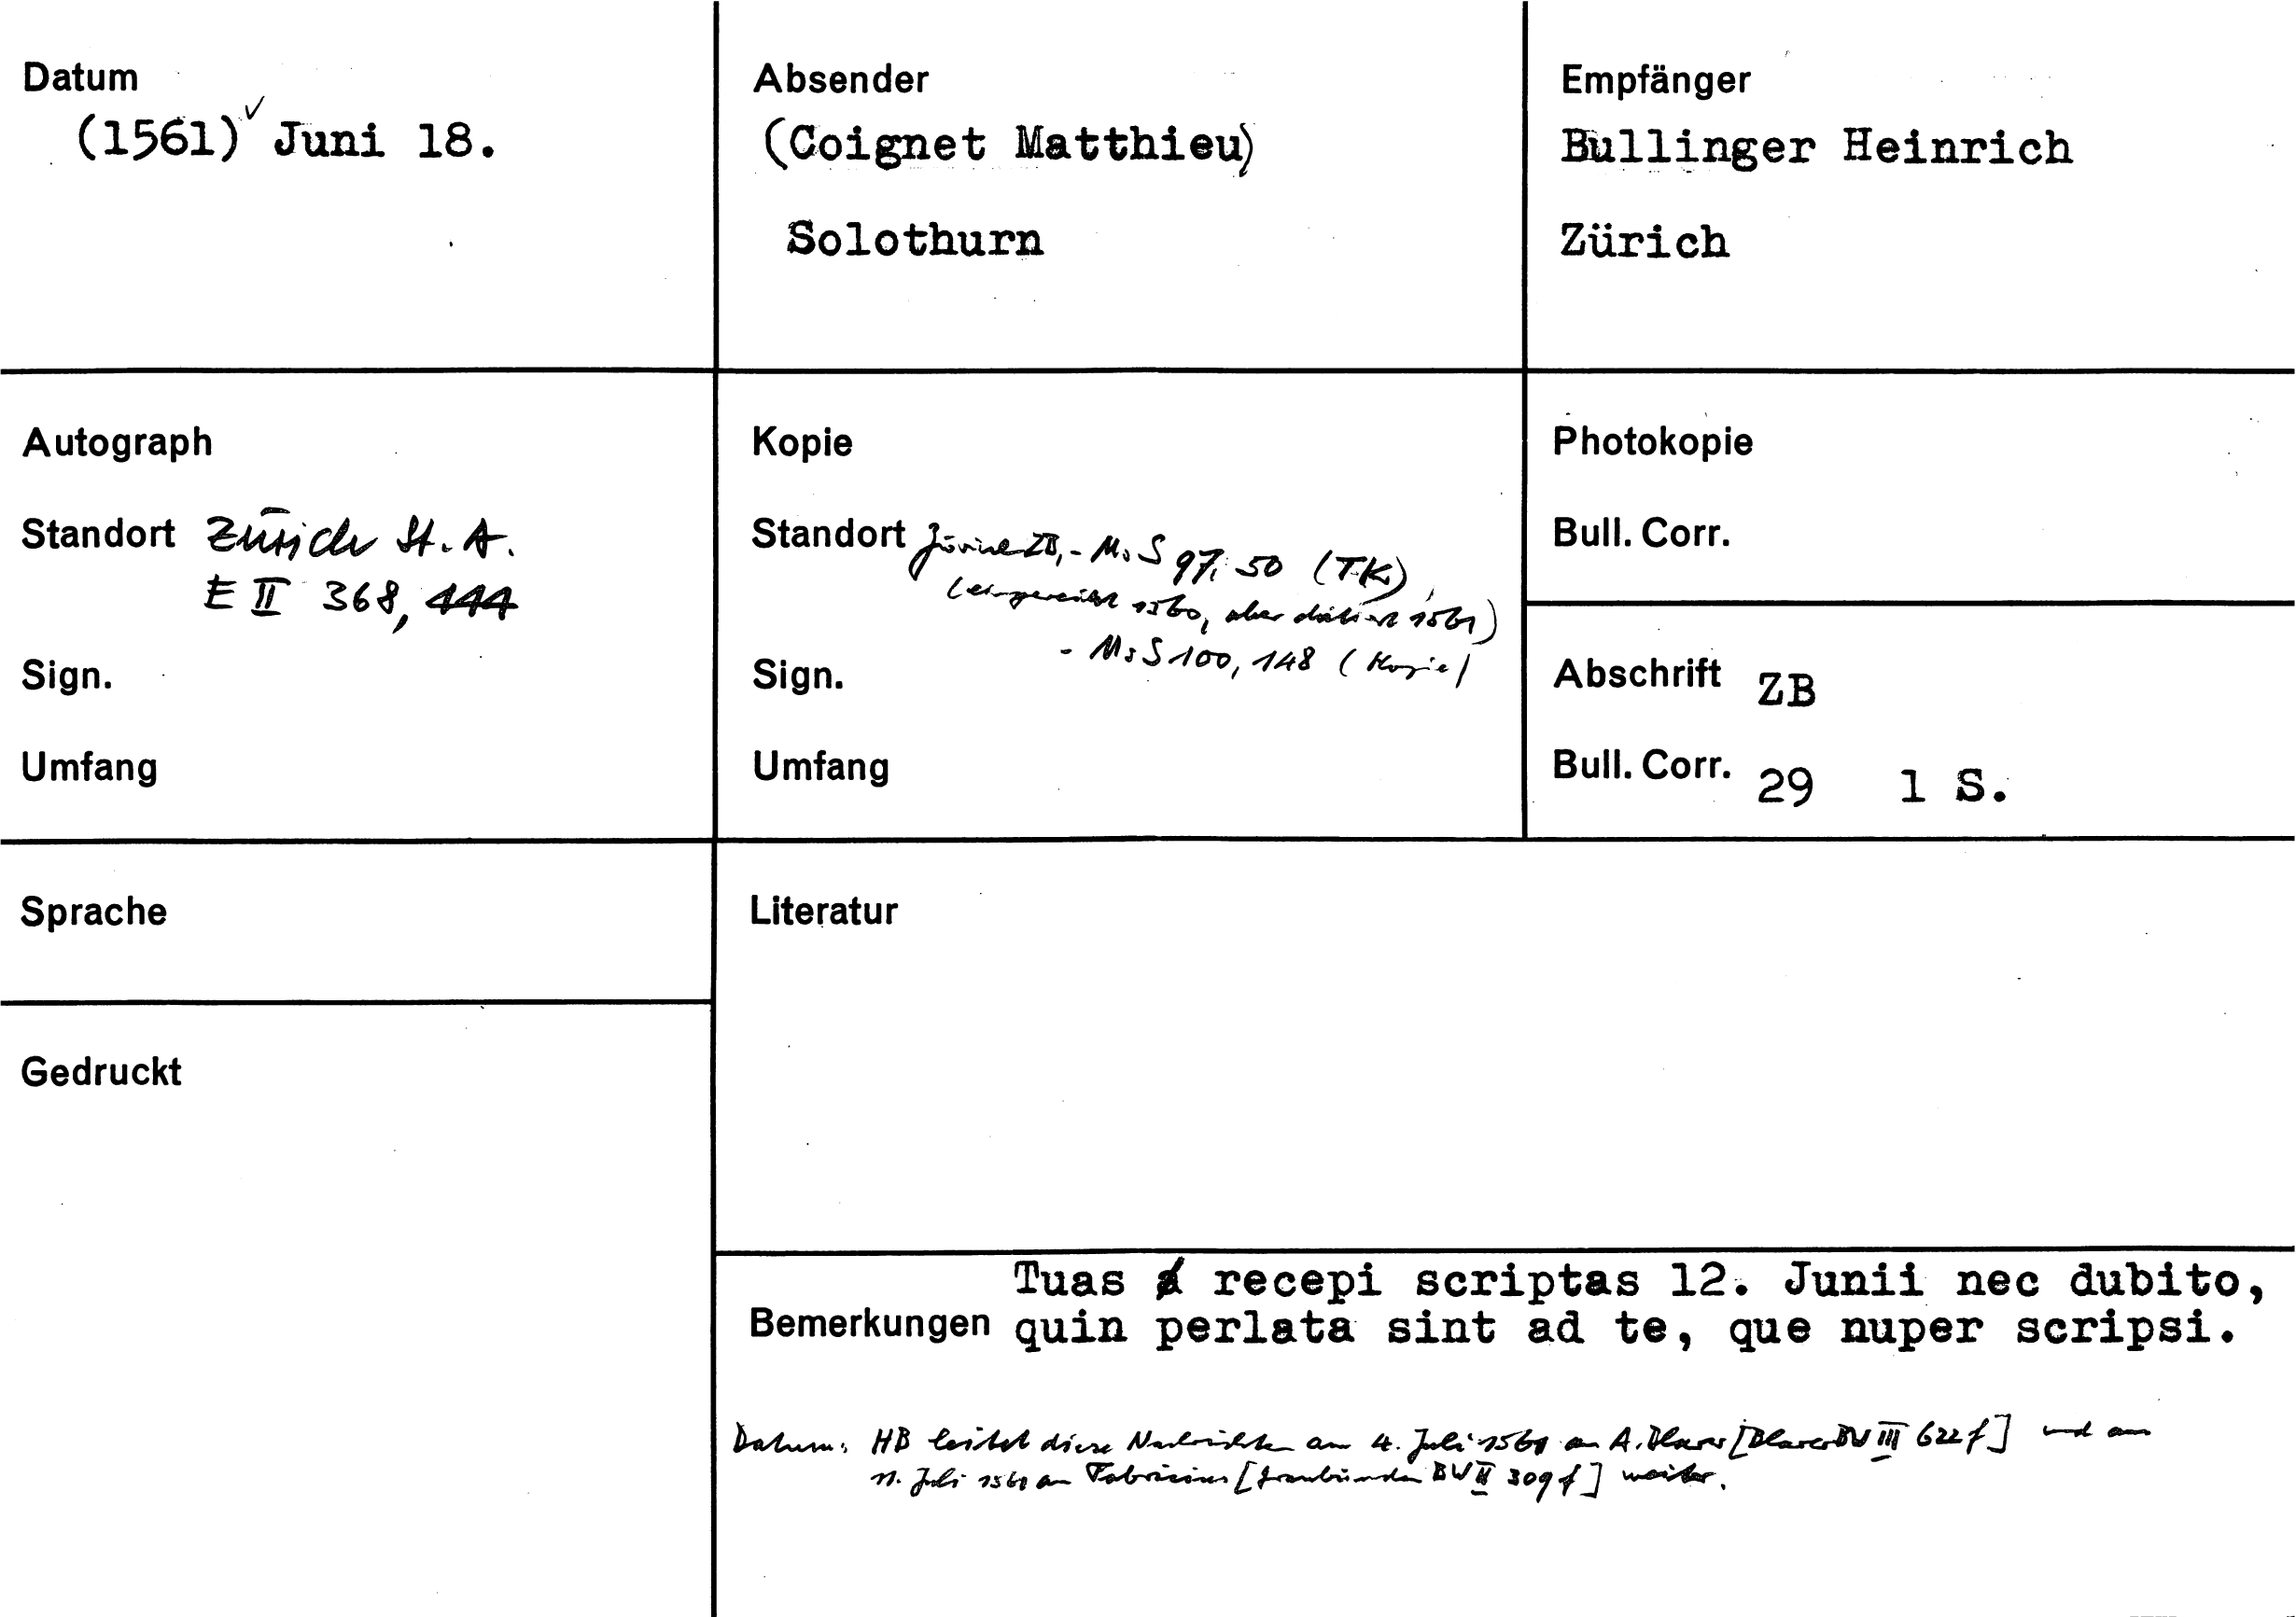 Datum
(1561)✓ Juni 18.
Absender
(Coignet Matthieu)
Solothurn
Empfänger
Bullinger Heinrich
Zürich
Autograph
Standort Zürich St. A.
E II 368, 444
Sign.
Umfang
Kopie
Standort Zürich ZB, - Ms S 97, 50 (TK)
(eingereiht 1560, aber datiert 1561)
- Ms S 100, 148 (Kopie)
Sign.
Umfang
Photokopie
Bull. Corr.
Abschrift ZB
Bull. Corr. 29 1 S.
Sprache
Literatur
Gedruckt
Tuas recepi scriptas 12. Junii nec dubito,
Bemerkungen quin perlata sint ad te, que nuper scripsi.
Datum: HB leitet diese Nachrichten am 4. Juli 1561 an A. Blarer [Blarer BW III 622 f] und am
11. Juli 1561 an Fabricius [Graubünden BW II 309 f] weiter.